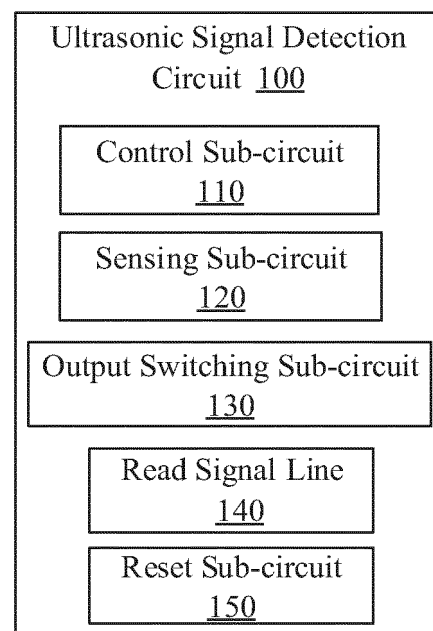 Ultrasonic Signal Detection
Circuit 100
Control Sub-circuit
110
Sensing Sub-circuit
120
Output Switching Sub-circuit
130
Read Signal Line
140
Reset Sub-circuit
150